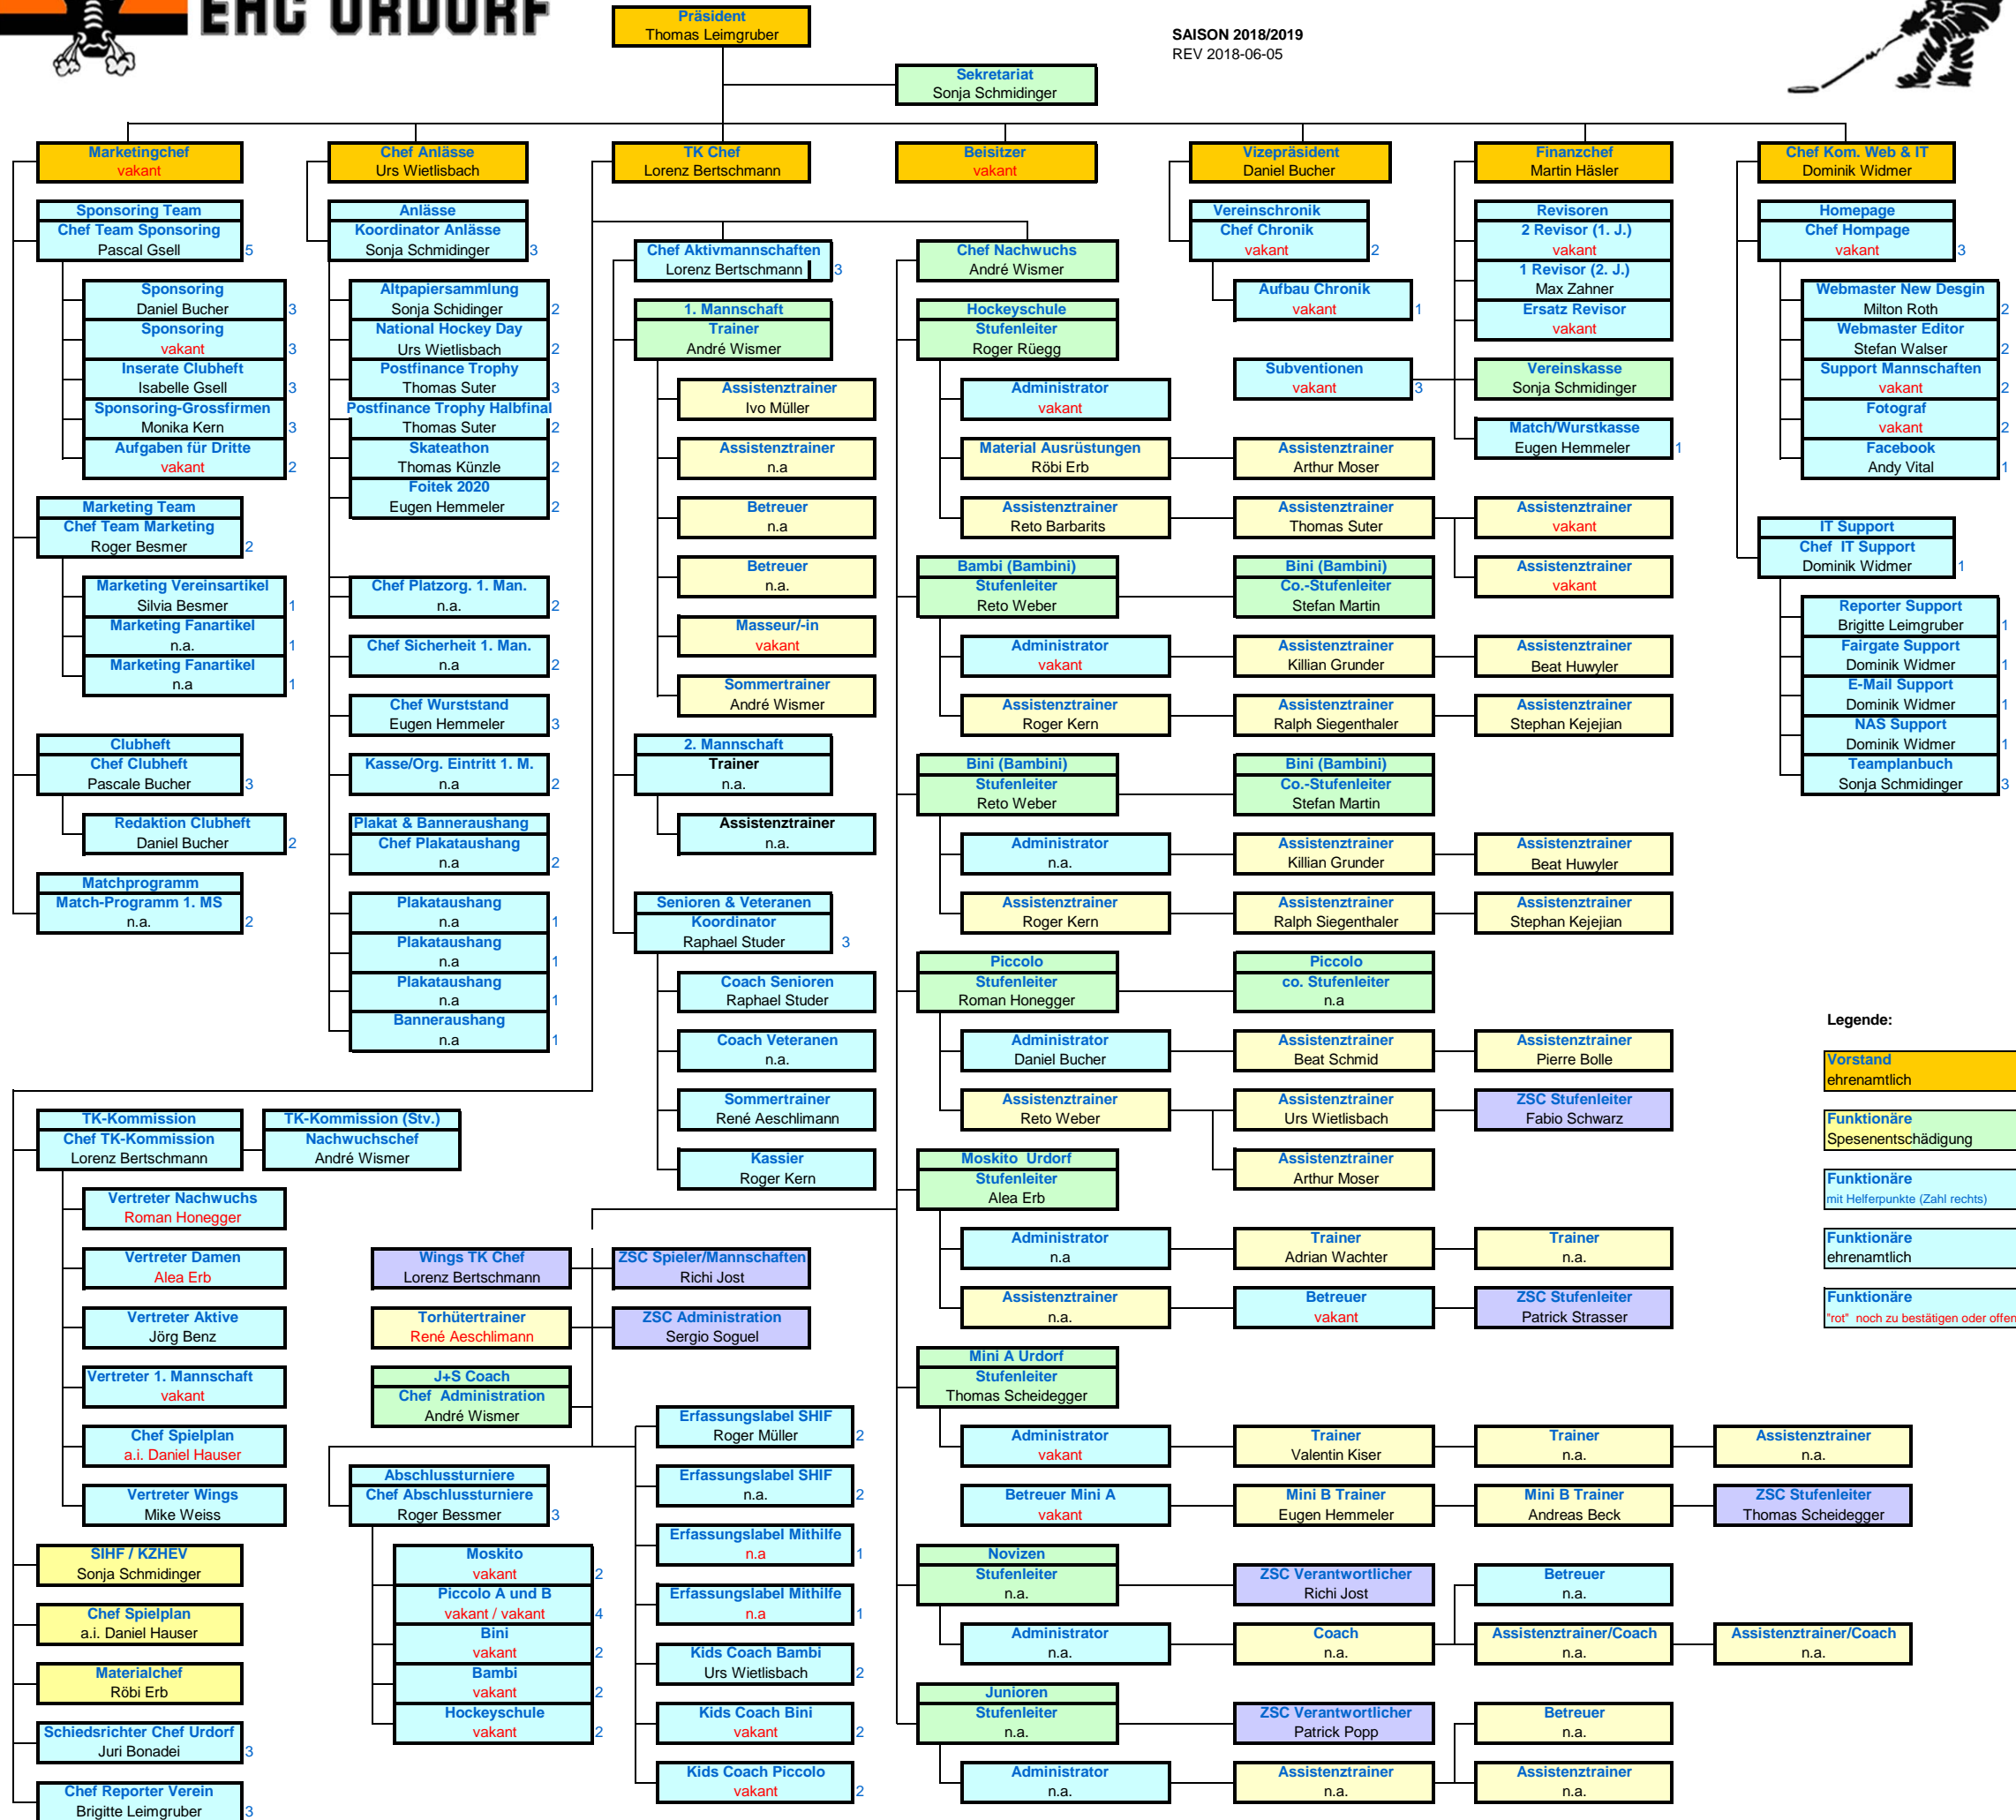 EHC URDORF
Präsident
Thomas Leimgruber
SAISON 2018/2019
REV 2018-06-05
Sekretariat
Sonja Schmidinger
Marketingchef
vakant
Sponsoring Team
Chef Team Sponsoring
Pascal Gsell 5
Sponsoring
Daniel Bucher 3
Sponsoring
vakant 3
Inserate Clubheft
Isabelle Gsell 3
Sponsoring-Grossfirmen
Monika Kern 3
Aufgaben für Dritte
vakant 2
Marketing Team
Chef Team Marketing
Roger Besmer 2
Marketing Vereinsartikel
Silvia Besmer 1
Marketing Fanartikel
n.a. 1
Marketing Fanartikel
n.a 1
Clubheft
Chef Clubheft
Pascale Bucher 3
Redaktion Clubheft
Daniel Bucher 2
Matchprogramm
Match-Programm 1. MS
n.a. 2
Chef Anlässe
Urs Wietlisbach
Anlässe
Koordinator Anlässe
Sonja Schmidinger 3
Altpapiersammlung
Sonja Schidinger 2
National Hockey Day
Urs Wietlisbach 2
Postfinance Trophy
Thomas Suter 3
Postfinance Trophy Halbfinal
Thomas Suter 2
Skateathon
Thomas Künzle 2
Foitek 2020
Eugen Hemmeler 2
Chef Platzorg. 1. Man.
n.a. 2
Chef Sicherheit 1. Man.
n.a 2
Chef Wurststand
Eugen Hemmeler 3
Kasse/Org. Eintritt 1. M.
n.a 2
Plakat & Banneraushang
Chef Plakataushang
n.a 2
Plakataushang
n.a 1
Plakataushang
n.a 1
Plakataushang
n.a 1
Banneraushang
n.a 1
TK Chef
Lorenz Bertschmann
Chef Aktivmannschaften
Lorenz Bertschmann 3
1. Mannschaft
Trainer
André Wismer
Assistenztrainer
Ivo Müller
Assistenztrainer
n.a
Betreuer
n.a
Betreuer
n.a.
Masseur/-in
vakant
Sommertrainer
André Wismer
2. Mannschaft
Trainer
n.a.
Assistenztrainer
n.a.
Senioren & Veteranen
Koordinator
Raphael Studer 3
Coach Senioren
Raphael Studer
Coach Veteranen
n.a.
Sommertrainer
René Aeschlimann
Kassier
Roger Kern
Beisitzer
vakant
Chef Nachwuchs
André Wismer
Hockeyschule
Stufenleiter
Roger Rüegg
Administrator
vakant
Material Ausrüstungen
Röbi Erb
Assistenztrainer
Arthur Moser
Assistenztrainer
Reto Barbarits
Assistenztrainer
Thomas Suter
Assistenztrainer
vakant
Assistenztrainer
vakant
Bambi (Bambini)
Stufenleiter
Reto Weber
Bini (Bambini)
Co.-Stufenleiter
Stefan Martin
Administrator
vakant
Assistenztrainer
Killian Grunder
Assistenztrainer
Beat Huwyler
Assistenztrainer
Roger Kern
Assistenztrainer
Ralph Siegenthaler
Assistenztrainer
Stephan Kejejian
Bini (Bambini)
Stufenleiter
Reto Weber
Bini (Bambini)
Co.-Stufenleiter
Stefan Martin
Administrator
n.a.
Assistenztrainer
Killian Grunder
Assistenztrainer
Beat Huwyler
Assistenztrainer
Roger Kern
Assistenztrainer
Ralph Siegenthaler
Assistenztrainer
Stephan Kejejian
Piccolo
Stufenleiter
Roman Honegger
Piccolo
co. Stufenleiter
n.a
Administrator
Daniel Bucher
Assistenztrainer
Beat Schmid
Assistenztrainer
Pierre Bolle
Assistenztrainer
Reto Weber
Assistenztrainer
Urs Wietlisbach
ZSC Stufenleiter
Fabio Schwarz
Assistenztrainer
Arthur Moser
Moskito Urdorf
Stufenleiter
Alea Erb
Administrator
n.a
Trainer
Adrian Wachter
Trainer
n.a.
Assistenztrainer
n.a.
Betreuer
vakant
ZSC Stufenleiter
Patrick Strasser
Mini A Urdorf
Stufenleiter
Thomas Scheidegger
Administrator
vakant
Trainer
Valentin Kiser
Trainer
n.a.
Assistenztrainer
n.a.
Betreuer Mini A
vakant
Mini B Trainer
Eugen Hemmeler
Mini B Trainer
Andreas Beck
ZSC Stufenleiter
Thomas Scheidegger
Novizen
Stufenleiter
n.a.
ZSC Verantwortlicher
Richi Jost
Betreuer
n.a.
Administrator
n.a.
Coach
n.a.
Assistenztrainer/Coach
n.a.
Assistenztrainer/Coach
n.a.
Junioren
Stufenleiter
n.a.
ZSC Verantwortlicher
Patrick Popp
Betreuer
n.a.
Administrator
n.a.
Assistenztrainer
n.a.
Assistenztrainer
n.a.
Vizepräsident
Daniel Bucher
Vereinschronik
Chef Chronik
vakant 2
Aufbau Chronik
vakant 1
Subventionen
vakant 3
Finanzchef
Martin Häsler
Revisoren
2 Revisor (1. J.)
vakant
1 Revisor (2. J.)
Max Zahner
Ersatz Revisor
vakant
Vereinskasse
Sonja Schmidinger
Match/Wurstkasse
Eugen Hemmeler 1
Chef Kom. Web & IT
Dominik Widmer
Homepage
Chef Hompage
vakant 3
Webmaster New Desgin
Milton Roth 2
Webmaster Editor
Stefan Walser 2
Support Mannschaften
vakant 2
Fotograf
vakant 2
Facebook
Andy Vital 1
IT Support
Chef IT Support
Dominik Widmer 1
Reporter Support
Brigitte Leimgruber 1
Fairgate Support
Dominik Widmer 1
E-Mail Support
Dominik Widmer 1
NAS Support
Dominik Widmer 1
Teamplanbuch
Sonja Schmidinger 3
TK-Kommission
Chef TK-Kommission
Lorenz Bertschmann
TK-Kommission (Stv.)
Nachwuchschef
André Wismer
Vertreter Nachwuchs
Roman Honegger
Vertreter Damen
Alea Erb
Vertreter Aktive
Jörg Benz
Vertreter 1. Mannschaft
vakant
Chef Spielplan
a.i. Daniel Hauser
Vertreter Wings
Mike Weiss
SIHF / KZHEV
Sonja Schmidinger
Chef Spielplan
a.i. Daniel Hauser
Materialchef
Röbi Erb
Schiedsrichter Chef Urdorf
Juri Bonadei 3
Chef Reporter Verein
Brigitte Leimgruber 3
Wings TK Chef
Lorenz Bertschmann
ZSC Spieler/Mannschaften
Richi Jost
Torhütertrainer
René Aeschlimann
ZSC Administration
Sergio Soguel
J+S Coach
Chef Administration
André Wismer
Abschlussturniere
Chef Abschlussturniere
Roger Bessmer 3
Moskito
vakant 2
Piccolo A und B
vakant / vakant 4
Bini
vakant 2
Bambi
vakant 2
Hockeyschule
vakant 2
Erfassungslabel SHIF
Roger Müller 2
Erfassungslabel SHIF
n.a. 2
Erfassungslabel Mithilfe
n.a 1
Erfassungslabel Mithilfe
n.a 1
Kids Coach Bambi
Urs Wietlisbach 2
Kids Coach Bini
vakant 2
Kids Coach Piccolo
vakant 2
Legende:
Vorstand
ehrenamtlich
Funktionäre
Spesenentschädigung
Funktionäre
mit Helferpunkte (Zahl rechts)
Funktionäre
ehrenamtlich
Funktionäre
"rot" noch zu bestätigen oder offen